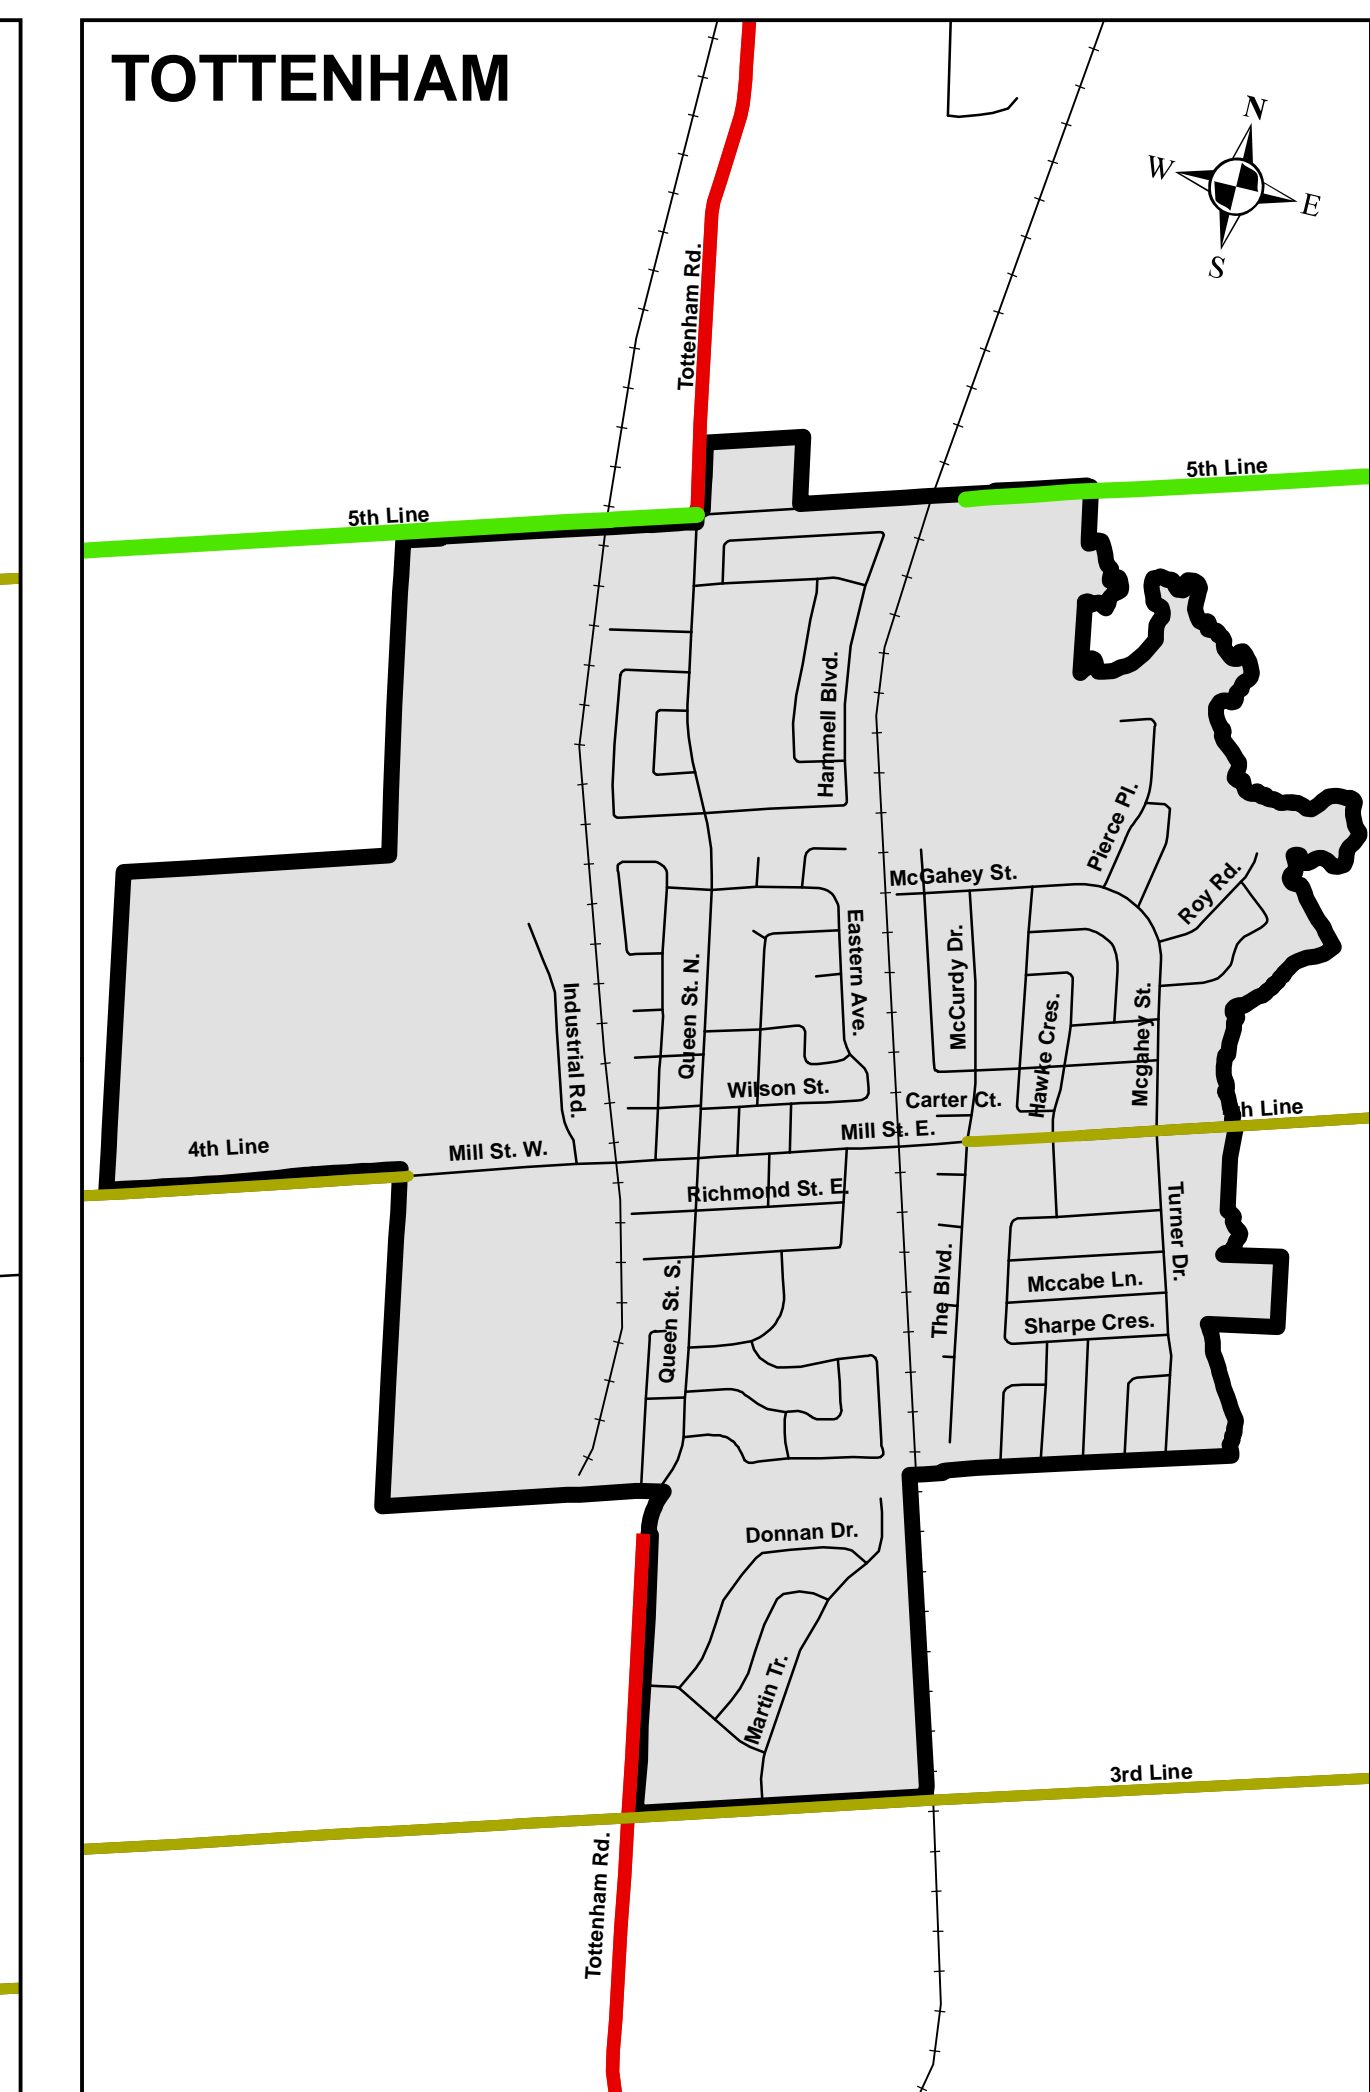 TOTTENHAM
N
W
E
S
Tottenham Rd.
5th Line
5th Line
Hammell Blvd.
Pierce Pl.
McGahey St.
Roy Rd.
Eastern Ave.
McCurdy Dr.
Queen St. N.
Industrial Rd.
Hawke Cres.
Mcgahey St.
Wilson St.
Carter Ct.
h Line
Mill St. E.
4th Line
Mill St. W.
Richmond St. E.
Turner Dr.
The Blvd.
Queen St. S.
Mccabe Ln.
Sharpe Cres.
Donnan Dr.
Martin Tr.
3rd Line
Tottenham Rd.